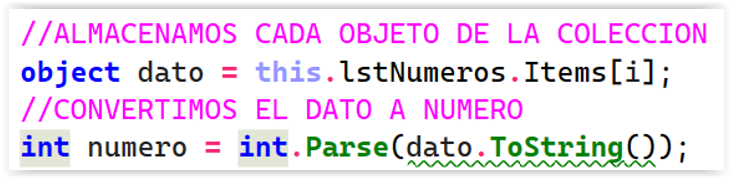 //ALMACENAMOS CADA OBJETO DE LA COLECCION
object dato = this.lstNumeros.Items[i];
//CONVERTIMOS EL DATO A NUMERO
int numero = int.Parse(dato.ToString());